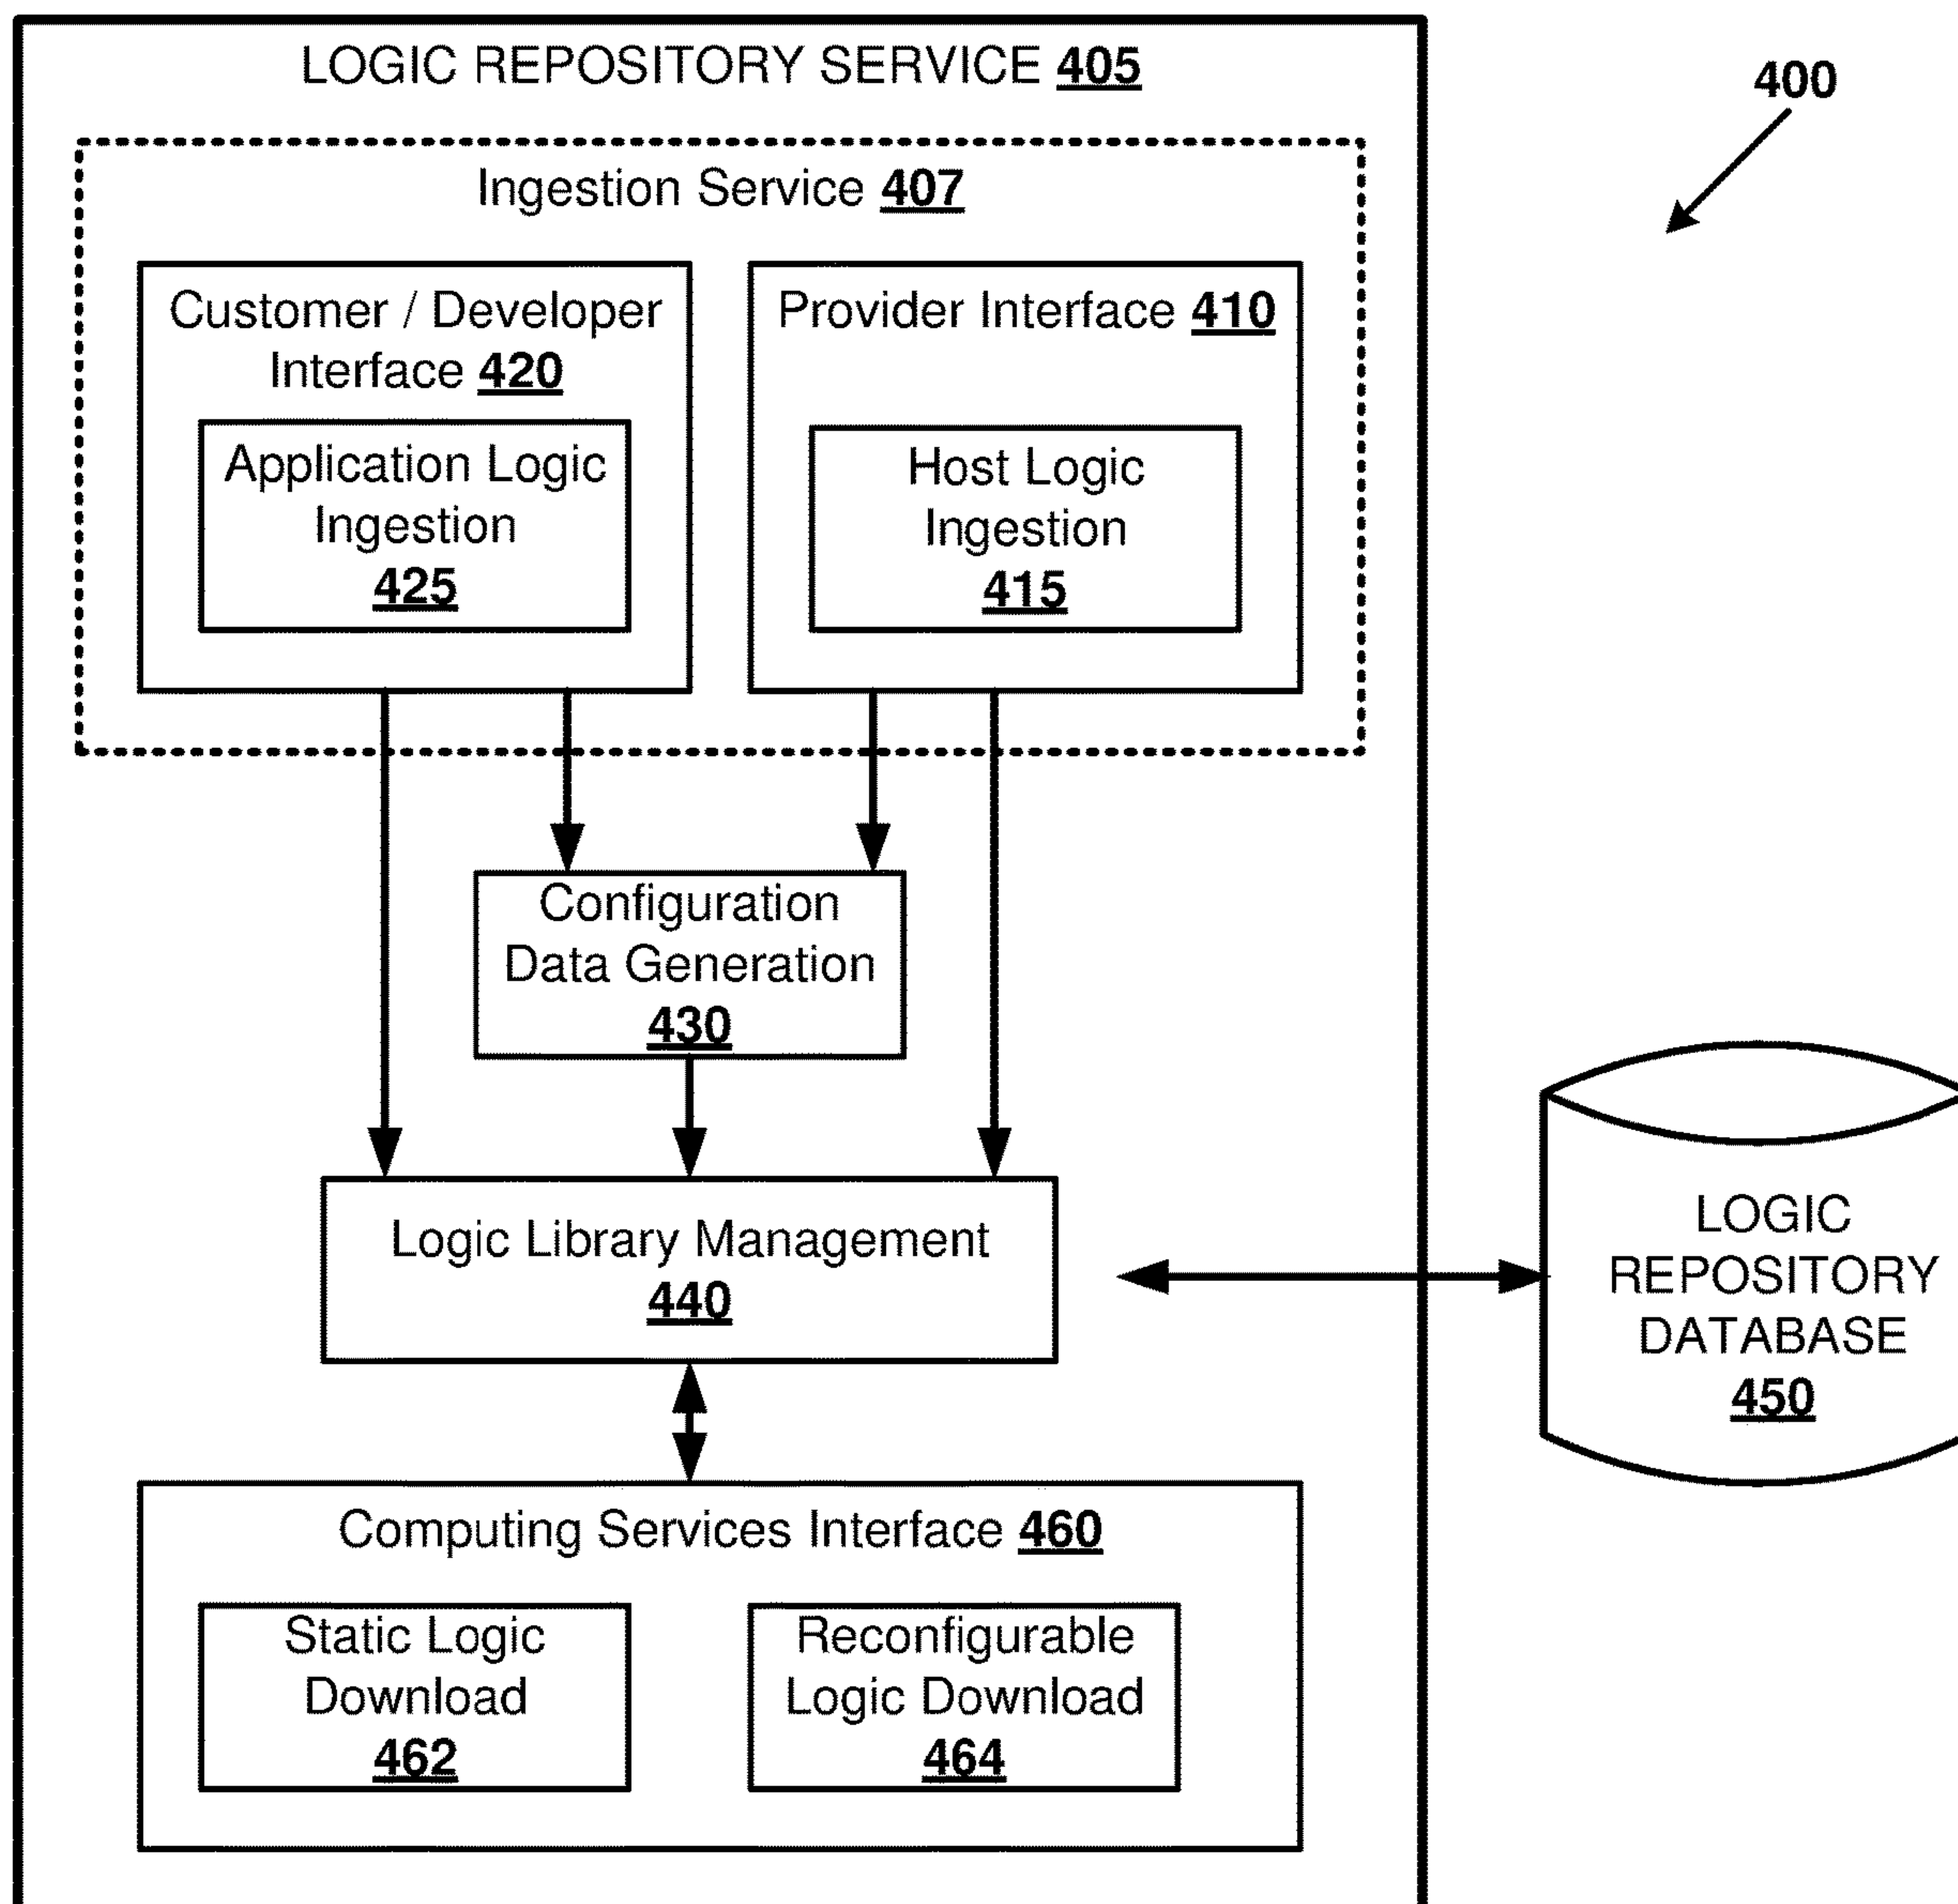 LOGIC REPOSITORY SERVICE 405
400
Ingestion Service 407
Customer / Developer
Interface 420
Application Logic
Ingestion
425
Provider Interface 410
Host Logic
Ingestion
415
Configuration
Data Generation
430
Logic Library Management
440
LOGIC
REPOSITORY
DATABASE
450
Computing Services Interface 460
Static Logic
Download
462
Reconfigurable
Logic Download
464